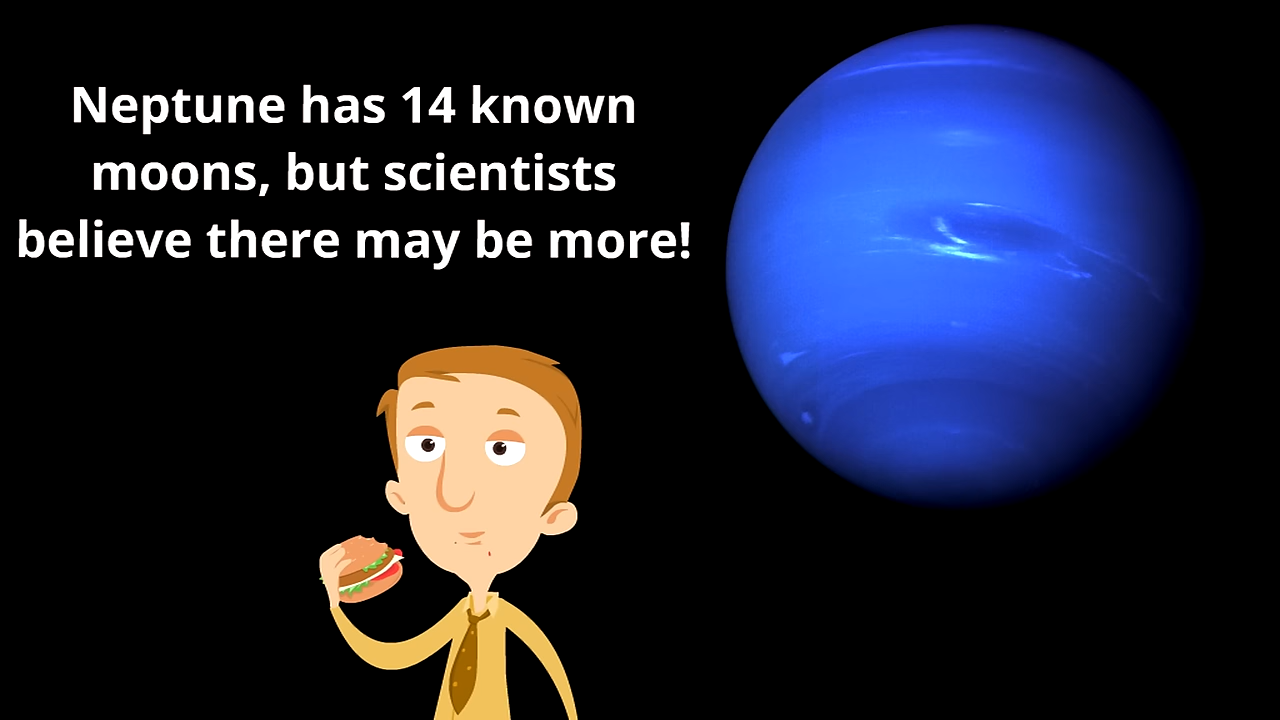 Neptune has 14 known
moons, but scientists
believe there may be more!